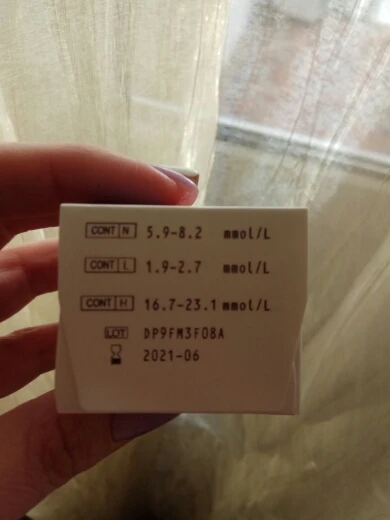 CONT N 5.9-8.2 mmol/L
CONT L 1.9-2.7 mmol/L
CONT H 16.7-23.1 mmol/L
LOT DP9FM3F08A
2021-06